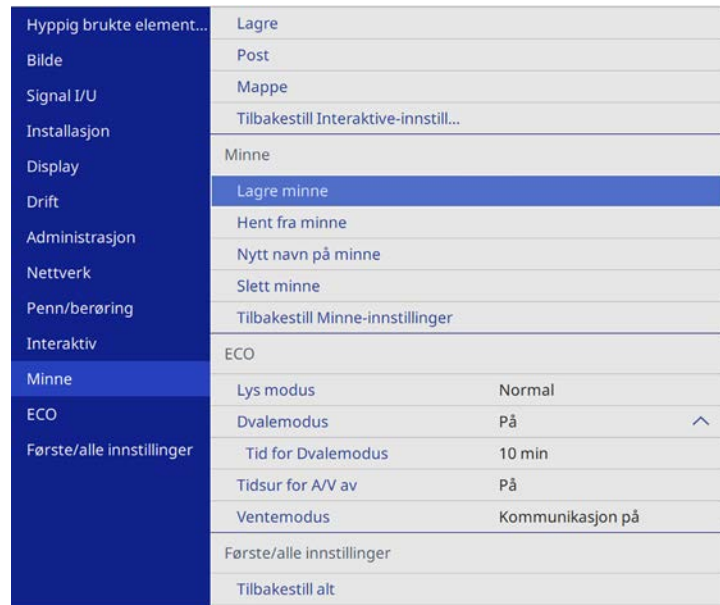 Hyppig brukte element...
Bilde
Signal I/U
Installasjon
Display
Drift
Administrasjon
Nettverk
Penn/berøring
Interaktiv
Minne
ECO
Første/alle innstillinger
Lagre
Post
Mappe
Tilbakestill Interaktive-innstill...
Minne
Lagre minne
Hent fra minne
Nytt navn på minne
Slett minne
Tilbakestill Minne-innstillinger
ECO
Lys modus Normal
Dvalemodus På
Tid for Dvalemodus 10 min
Tidsur for A/V av På
Ventemodus Kommunikasjon på
Første/alle innstillinger
Tilbakestill alt